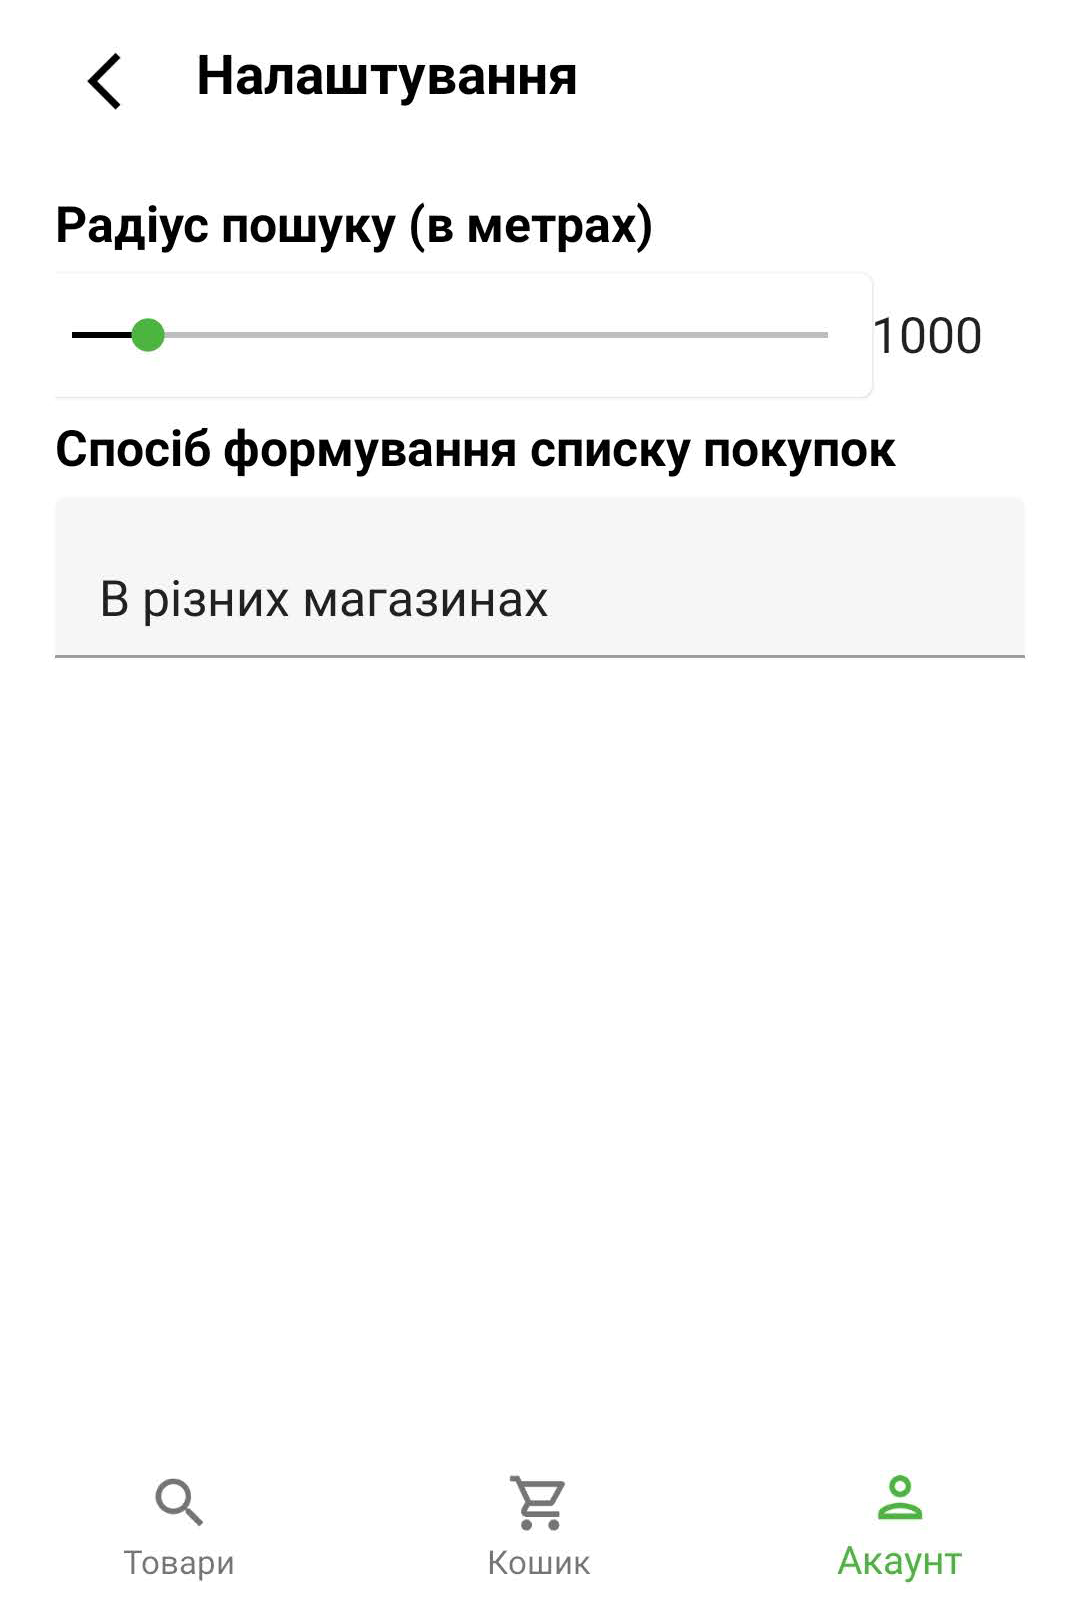 Налаштування
Радіус пошуку (в метрах)
1000
Спосіб формування списку покупок
В різних магазинах
Товари
Кошик
Акаунт